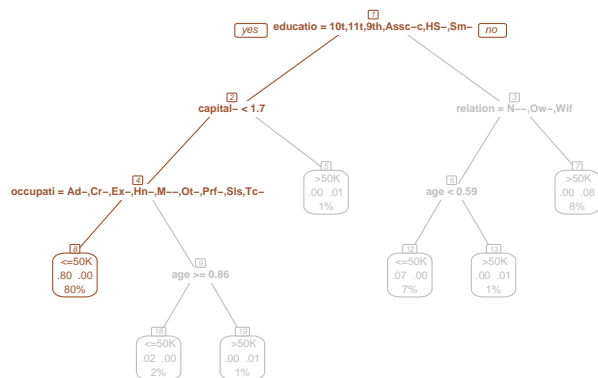 1
yes educatio = 10t,11t,9th,Assc−c,HS−,Sm− no
2
capital− < 1.7
3
relation = N−−,Ow−,Wif
4
occupati = Ad−,Cr−,Ex−,Hn−,M−−,Ot−,Prf−,Sls,Tc−
5
>50K
.00 .01
1%
6
age < 0.59
7
>50K
.00 .08
8%
8
<=50K
.80 .00
80%
9
age >= 0.86
12
<=50K
.07 .00
7%
13
>50K
.00 .01
1%
18
<=50K
.02 .00
2%
19
>50K
.00 .01
1%